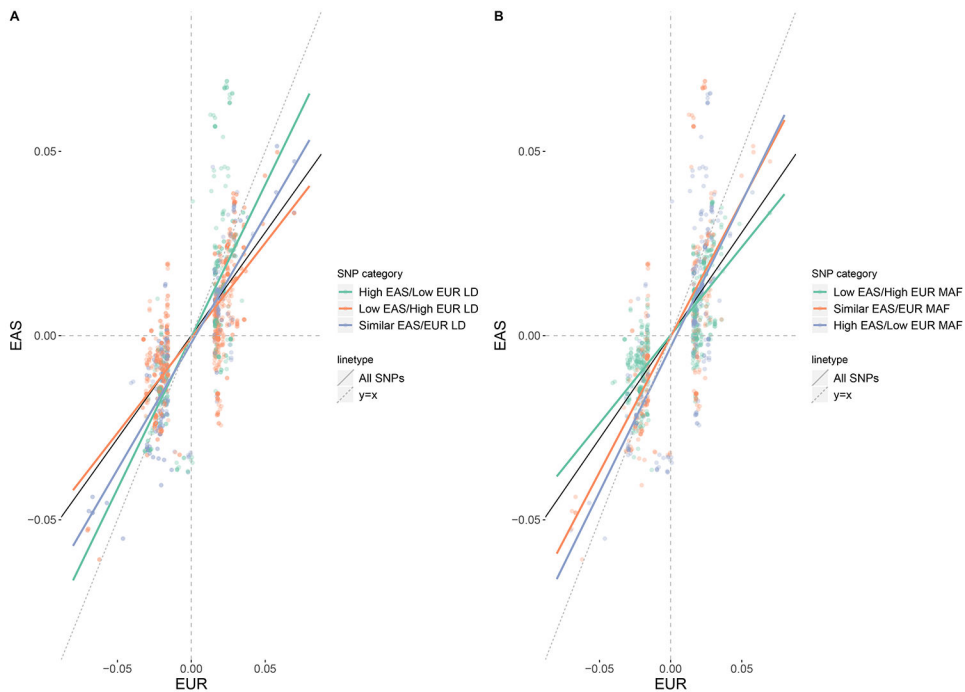 A
EAS
0.05
0.00
−0.05
−0.05
0.00
0.05
EUR
SNP category
High EAS/Low EUR LD
Low EAS/High EUR LD
Similar EAS/EUR LD
linetype
All SNPs
y=x
B
EAS
0.05
0.00
−0.05
−0.05
0.00
0.05
EUR
SNP category
Low EAS/High EUR MAF
Similar EAS/EUR MAF
High EAS/Low EUR MAF
linetype
All SNPs
y=x